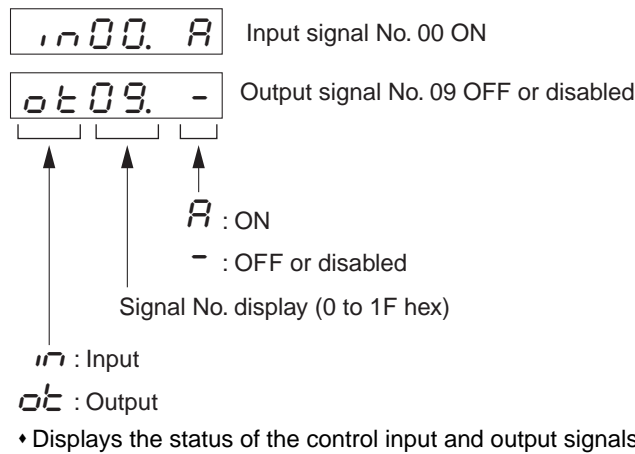 in00. A Input signal No. 00 ON
ot09. - Output signal No. 09 OFF or disabled
A : ON
- : OFF or disabled
Signal No. display (0 to 1F hex)
in : Input
ot : Output
• Displays the status of the control input and output signals